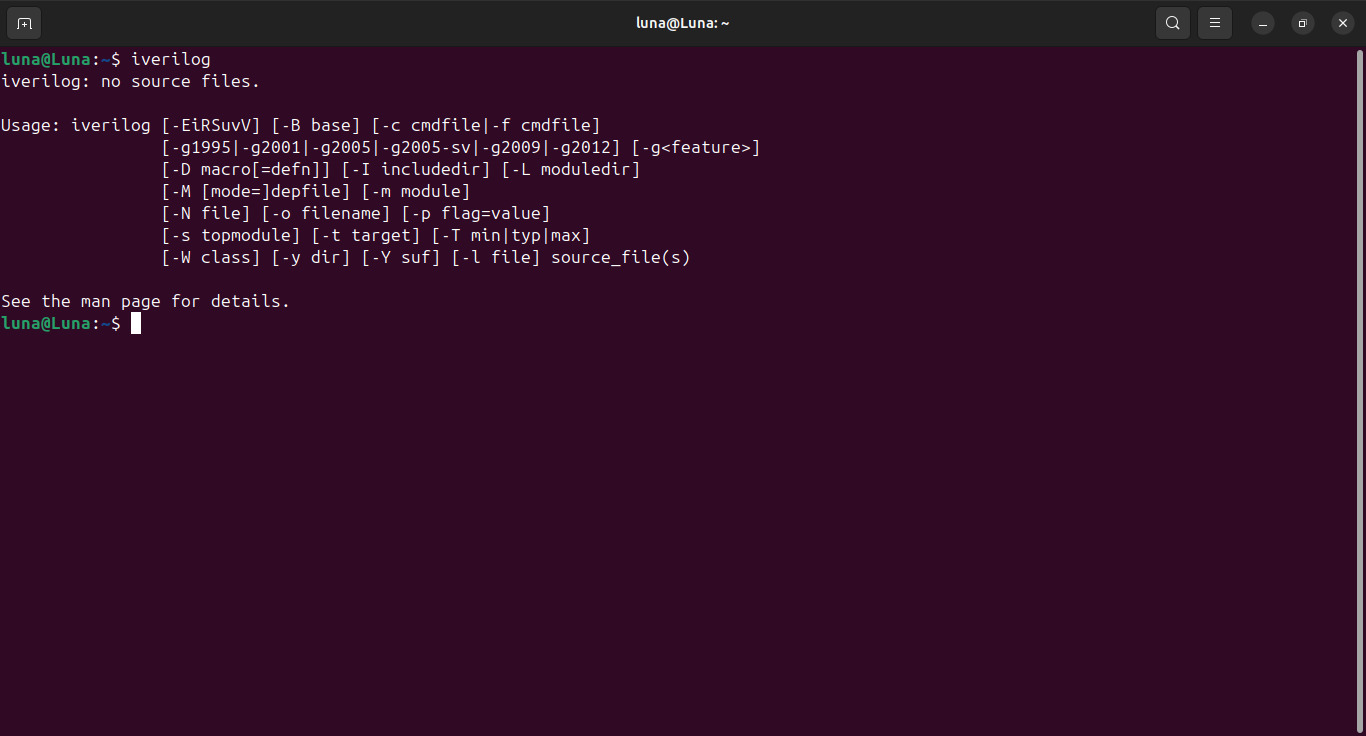 luna@Luna: ~
luna@Luna:~$ iverilog
iverilog: no source files.
Usage: iverilog [-EiRSuvV] [-B base] [-c cmdfile|-f cmdfile]
[-g1995|-g2001|-g2005|-g2005-sv|-g2009|-g2012] [-g<feature>]
[-D macro[=defn]] [-I includedir] [-L moduledir]
[-M [mode=]depfile] [-m module]
[-N file] [-o filename] [-p flag=value]
[-s topmodule] [-t target] [-T min|typ|max]
[-W class] [-y dir] [-Y suf] [-l file] source_file(s)
See the man page for details.
luna@Luna:~$